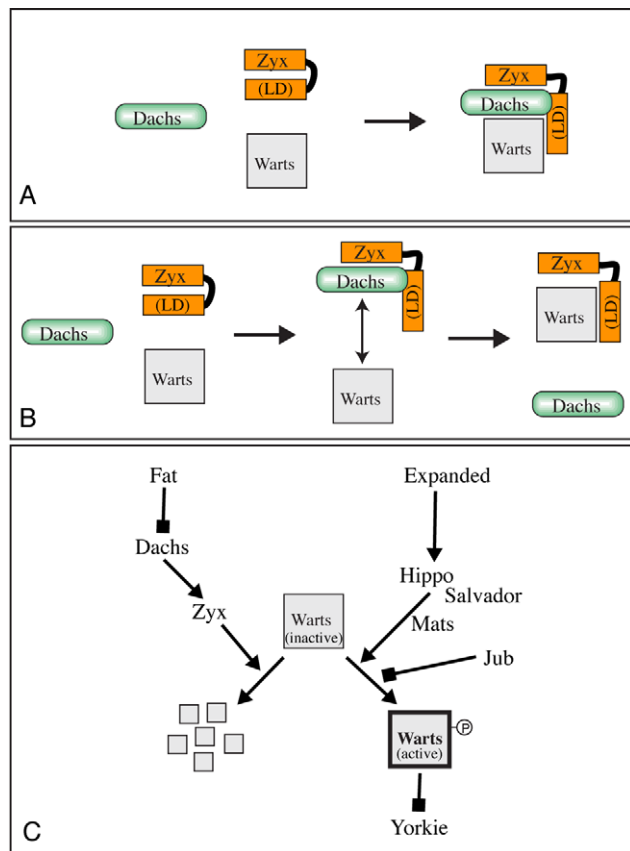 Zyx
(LD)
Dachs
Warts
Zyx
Dachs
Warts
(LD)
A
Zyx
(LD)
Dachs
Warts
Zyx
Dachs
(LD)
Warts
Zyx
Warts
(LD)
Dachs
B
Fat
Expanded
Dachs
Hippo
Salvador
Zyx
Mats
Warts
(inactive)
Jub
Warts
(active)
P
Yorkie
C